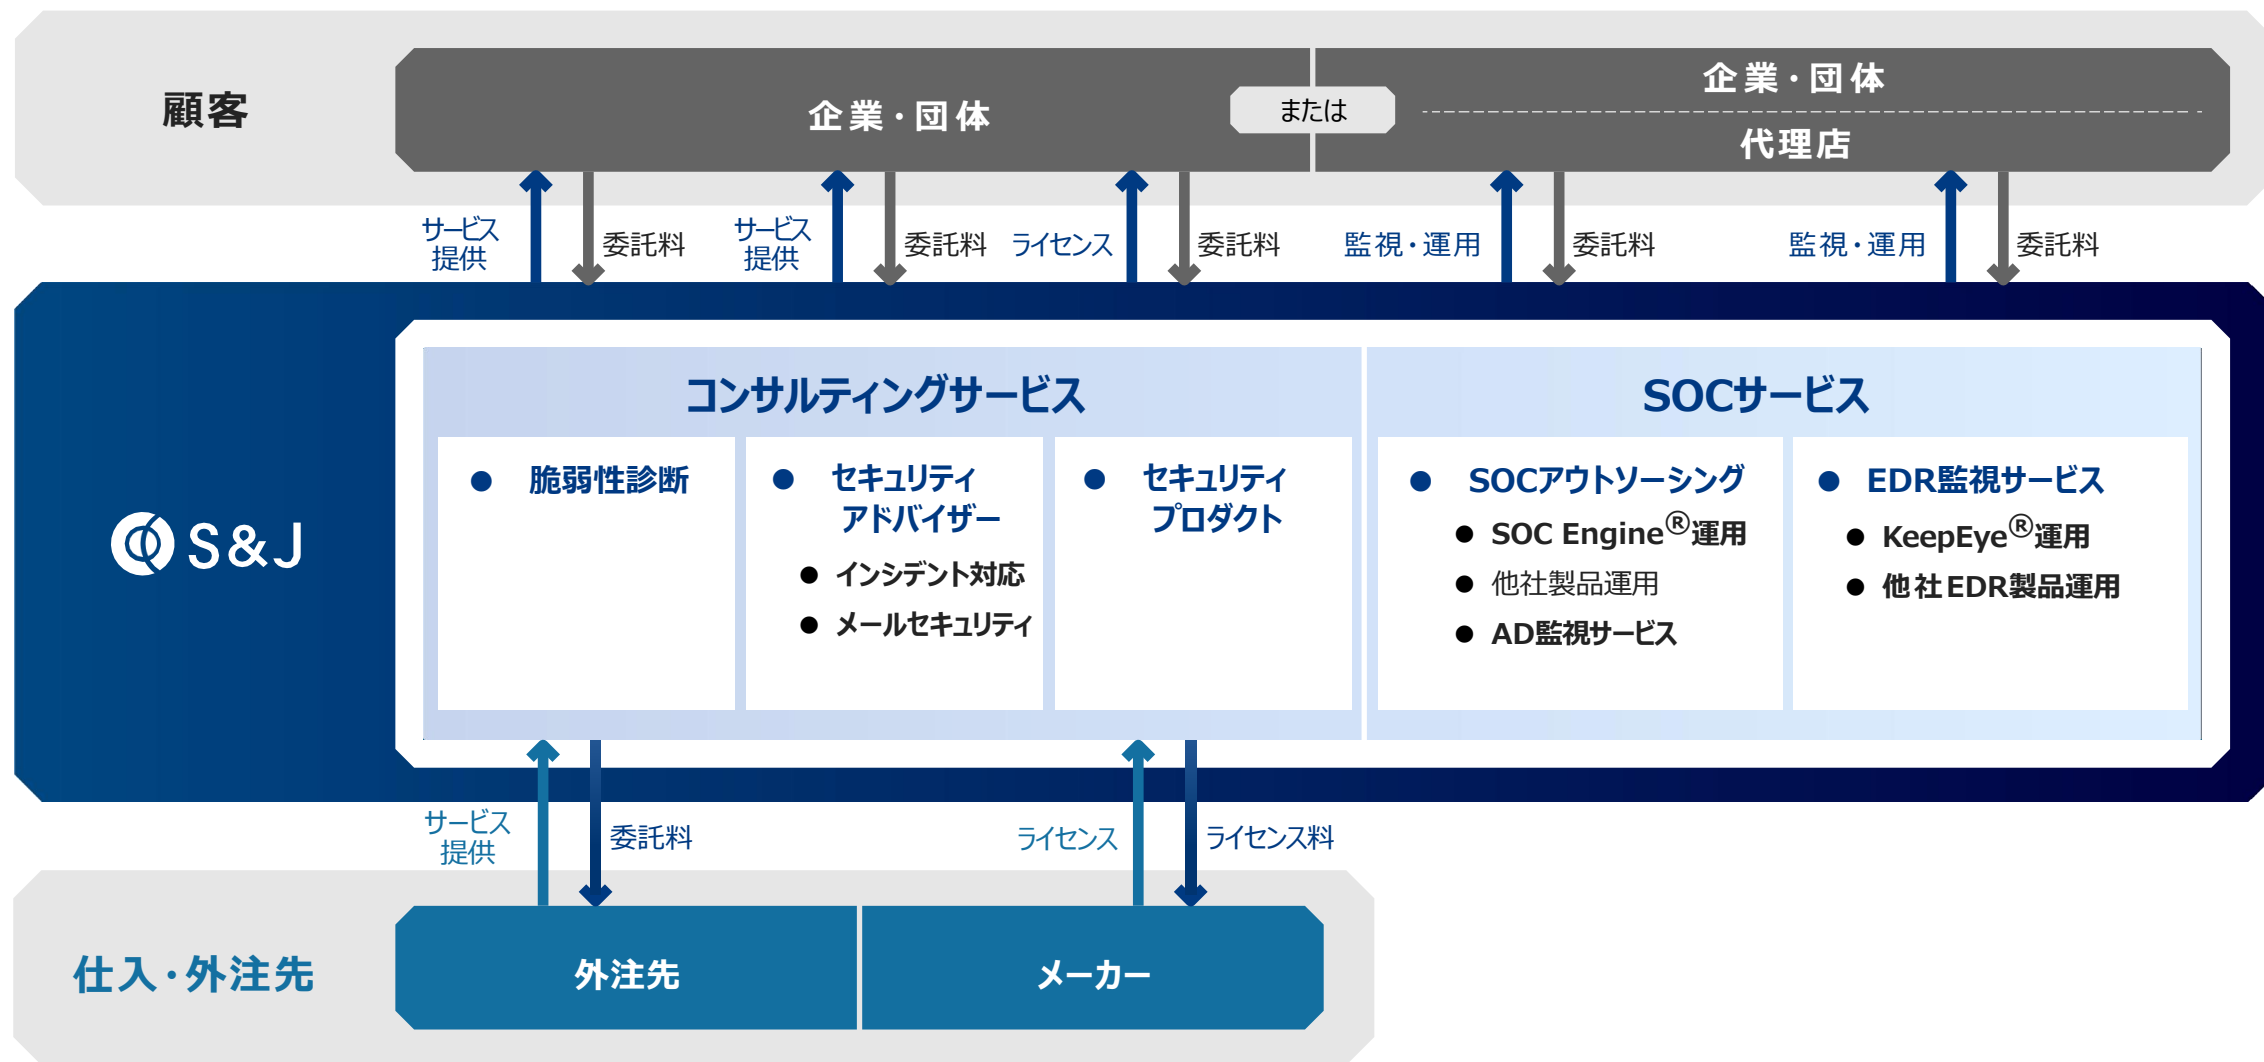 顧客
企業・団体
または
企業・団体
代理店
サービス
提供
委託料
サービス
提供
委託料
ライセンス
委託料
監視・運用
委託料
監視・運用
委託料
S&J
コンサルティングサービス
脆弱性診断
セキュリティ
アドバイザー
インシデント対応
メールセキュリティ
セキュリティ
プロダクト
SOCサービス
SOCアウトソーシング
SOC Engine®運用
他社製品運用
AD監視サービス
EDR監視サービス
KeepEye®運用
他社EDR製品運用
サービス
提供
委託料
ライセンス
ライセンス料
仕入・外注先
外注先
メーカー